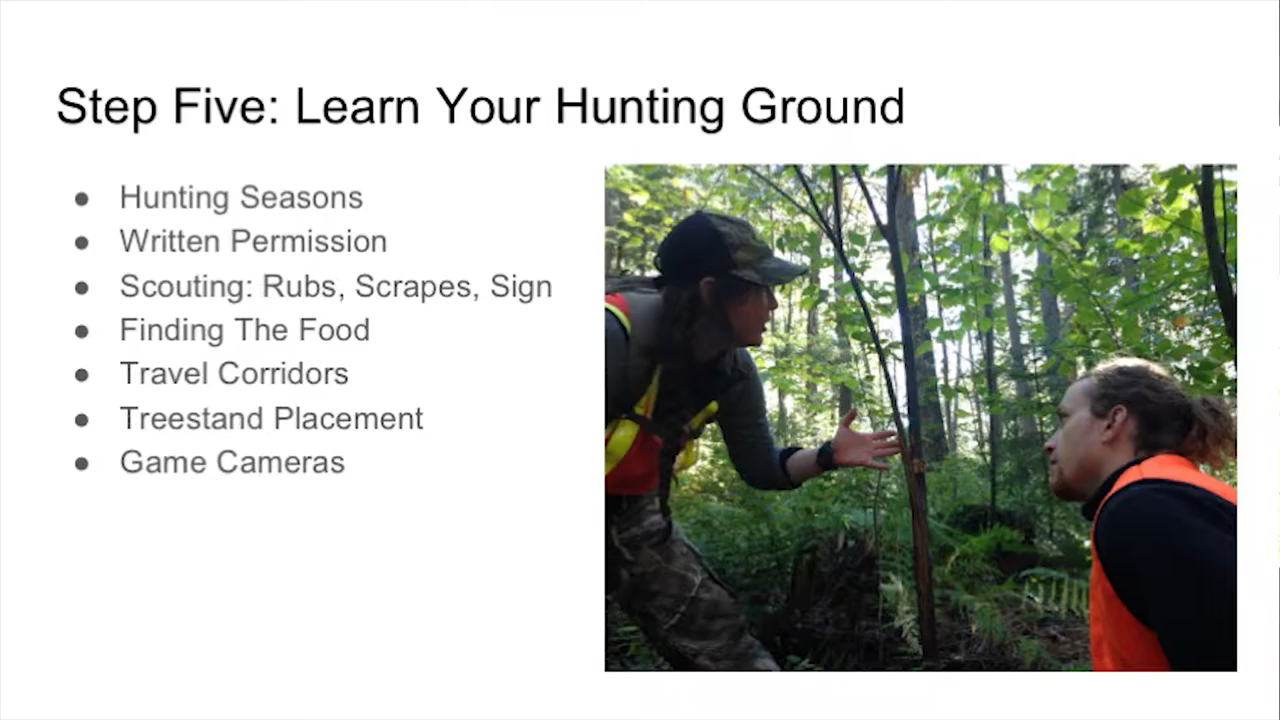 Step Five: Learn Your Hunting Ground
● Hunting Seasons
● Written Permission
● Scouting: Rubs, Scrapes, Sign
● Finding The Food
● Travel Corridors
● Treestand Placement
● Game Cameras